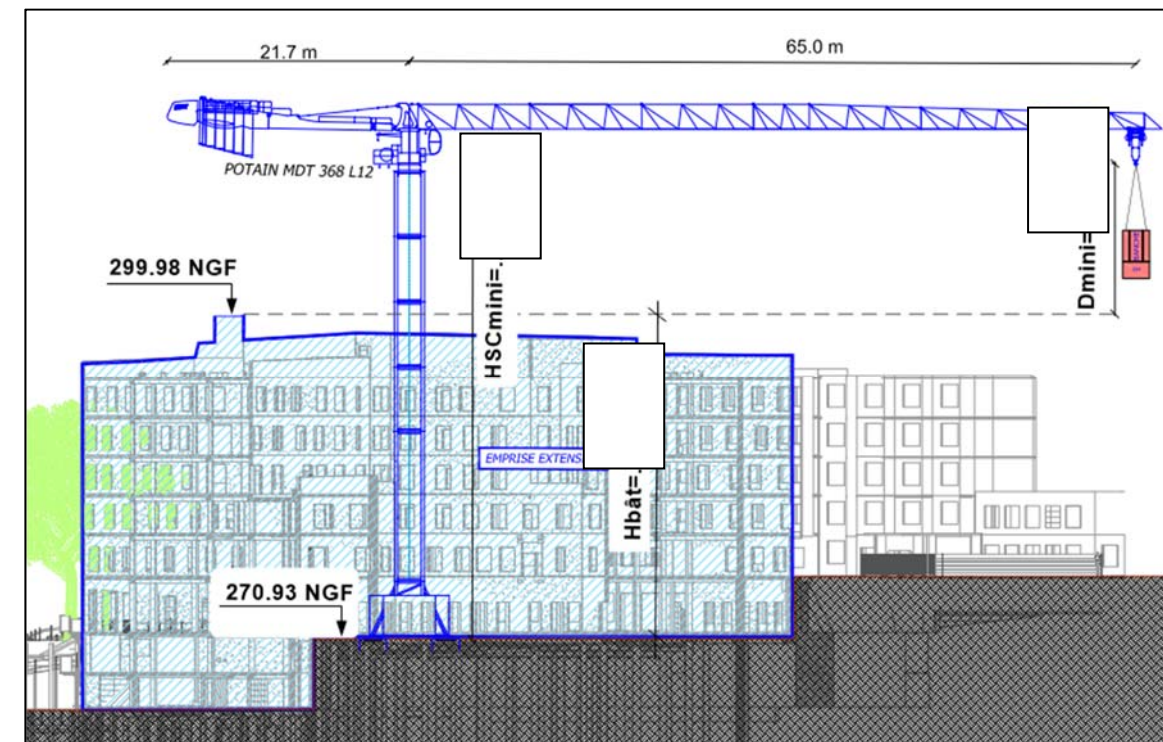 21.7 m
65.0 m
POTAIN MDT 368 L12
299.98 NGF
HSCmini=.
Dmini=
EMPRISE EXTENS
Hbât=.
270.93 NGF